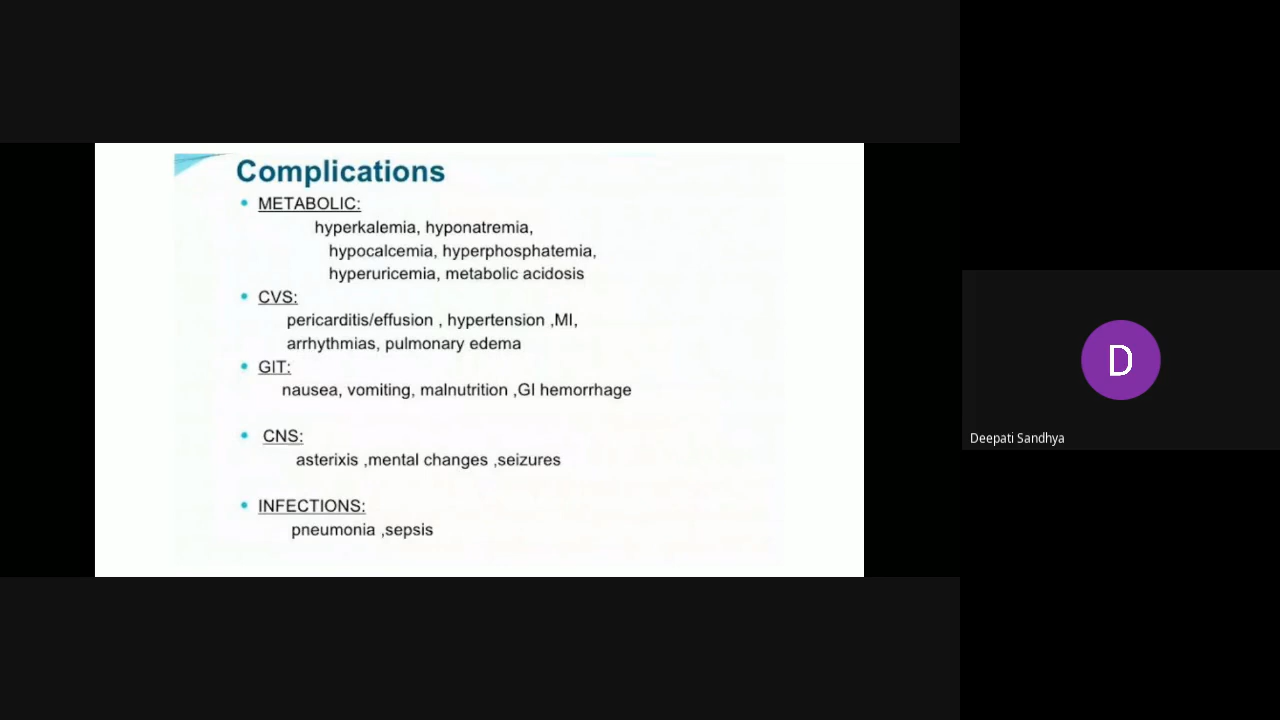 Complications
• METABOLIC:
hyperkalemia, hyponatremia,
hypocalcemia, hyperphosphatemia,
hyperuricemia, metabolic acidosis
• CVS:
pericarditis/effusion , hypertension ,MI,
arrhythmias, pulmonary edema
• GIT:
nausea, vomiting, malnutrition ,GI hemorrhage
• CNS:
asterixis ,mental changes ,seizures
• INFECTIONS:
pneumonia ,sepsis
D
Deepati Sandhya